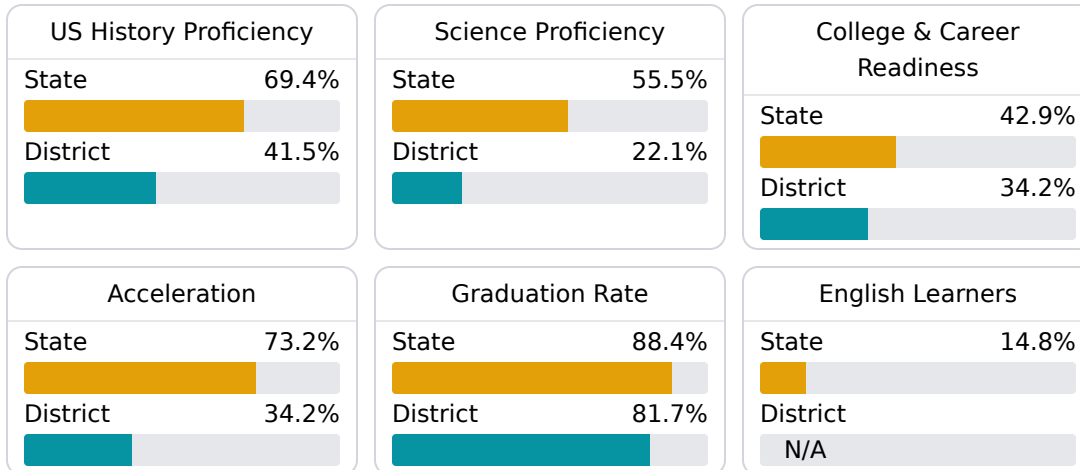 US History Proficiency
State 69.4%
District 41.5%
Science Proficiency
State 55.5%
District 22.1%
College & Career
Readiness
State 42.9%
District 34.2%
Acceleration
State 73.2%
District 34.2%
Graduation Rate
State 88.4%
District 81.7%
English Learners
State 14.8%
District
N/A